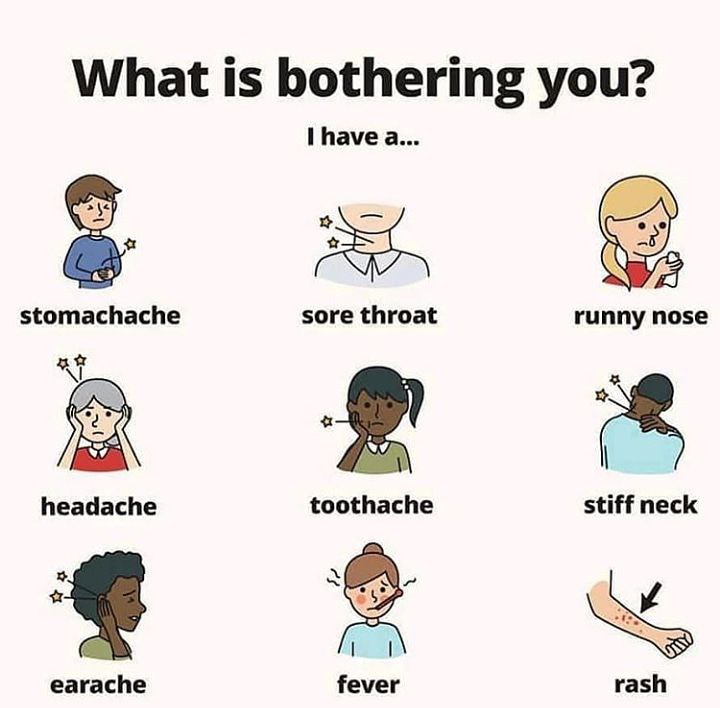 What is bothering you?
I have a...
stomachache
sore throat
runny nose
headache
toothache
stiff neck
earache
fever
rash